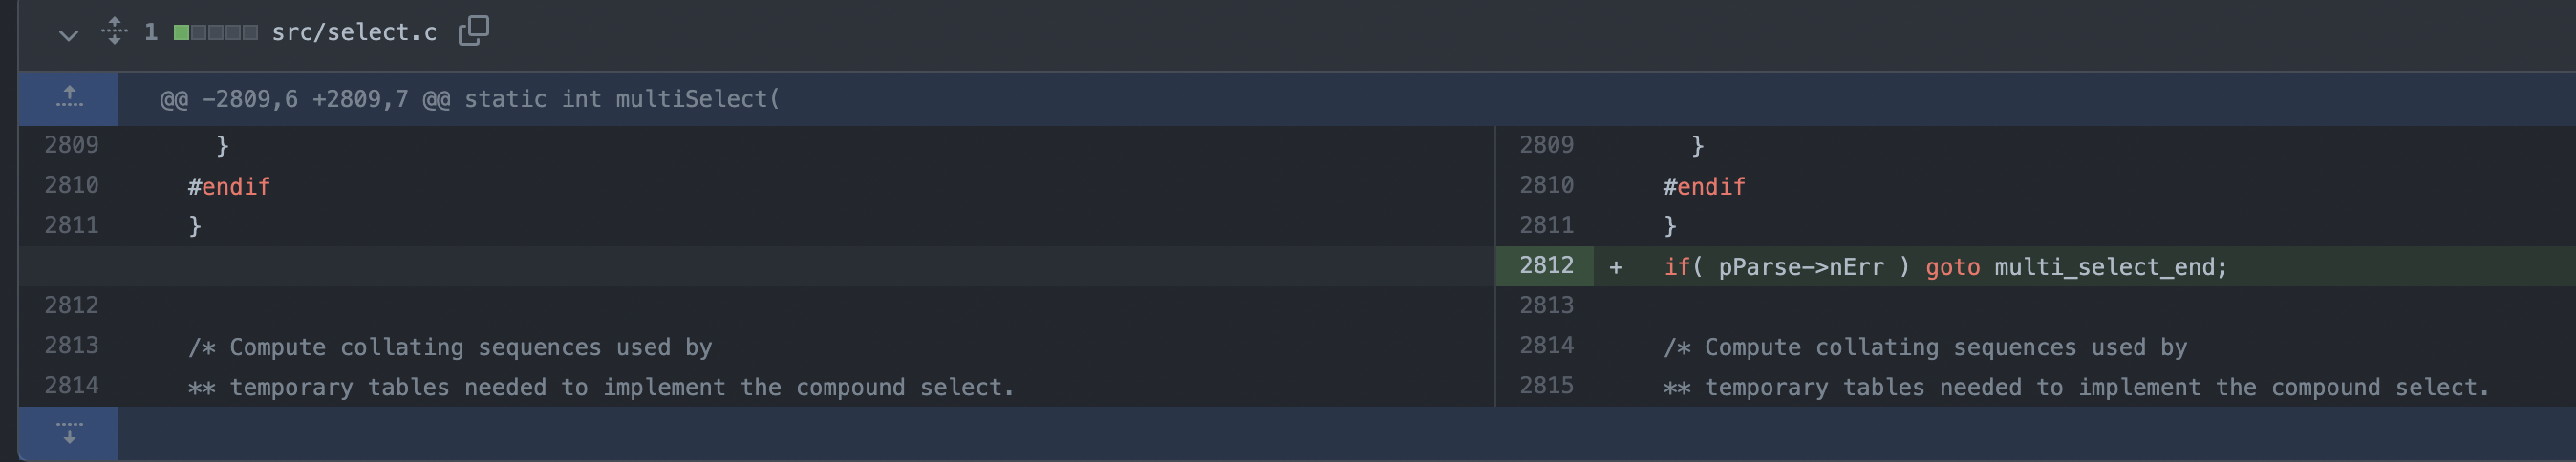 1 src/select.c
@@ -2809,6 +2809,7 @@ static int multiSelect(
2809 }
2810 #endif
2811 }
2812
2813 /* Compute collating sequences used by
2814 ** temporary tables needed to implement the compound select.
2809 }
2810 #endif
2811 }
2812 + if( pParse->nErr ) goto multi_select_end;
2813
2814 /* Compute collating sequences used by
2815 ** temporary tables needed to implement the compound select.